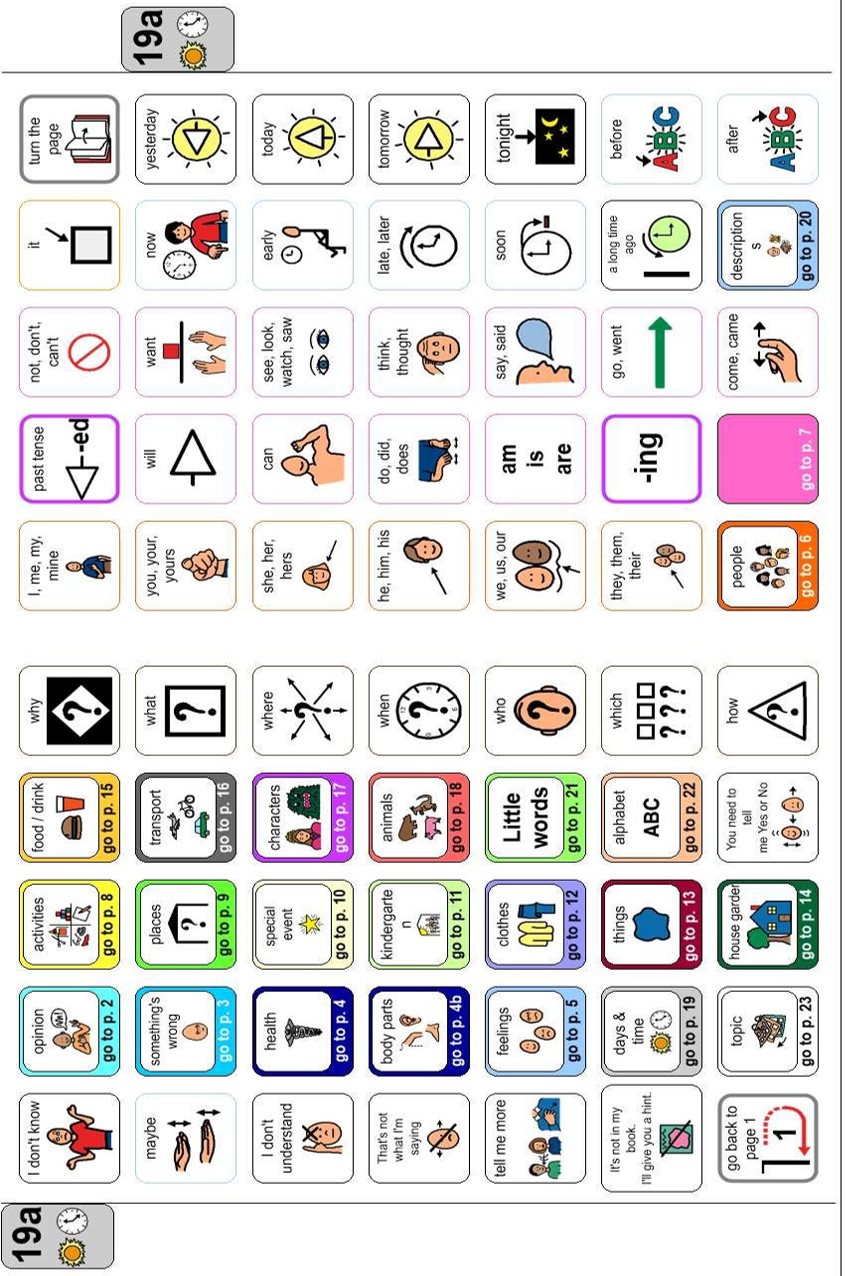 19a
I don't know
opinion
go to p. 2
activities
go to p. 8
food / drink
go to p. 15
why
?
I, me, my,
mine
past tense
-ed
not, don't,
can't
it
turn the
page
maybe
something's
wrong
go to p. 3
places
?
go to p. 9
transport
go to p. 16
what
?
you, your,
yours
will
want
now
yesterday
19a
I don't
understand
health
go to p. 4
special
event
go to p. 10
characters
go to p. 17
where
?
she, her,
hers
can
see, look,
watch, saw
early
today
That's not
what I'm
saying
body parts
go to p. 4b
kindergarte
n
go to p. 11
animals
go to p. 18
when
?
he, him, his
do, did,
does
think,
thought
late, later
tomorrow
tell me more
feelings
go to p. 5
clothes
go to p. 12
Little
words
go to p. 21
who
?
we, us, our
am
is
are
say, said
soon
tonight
It's not in my
book.
I'll give you a hint.
days &
time
go to p. 19
things
go to p. 13
alphabet
ABC
go to p. 22
which
? ? ?
they, them,
their
-ing
go, went
a long time
ago
before
ABC
go back to
page 1
1
topic
go to p. 23
house garden
go to p. 14
You need to
tell
me Yes or No
how
?
people
go to p. 6
go to p. 7
come, came
description
s
go to p. 20
after
ABC